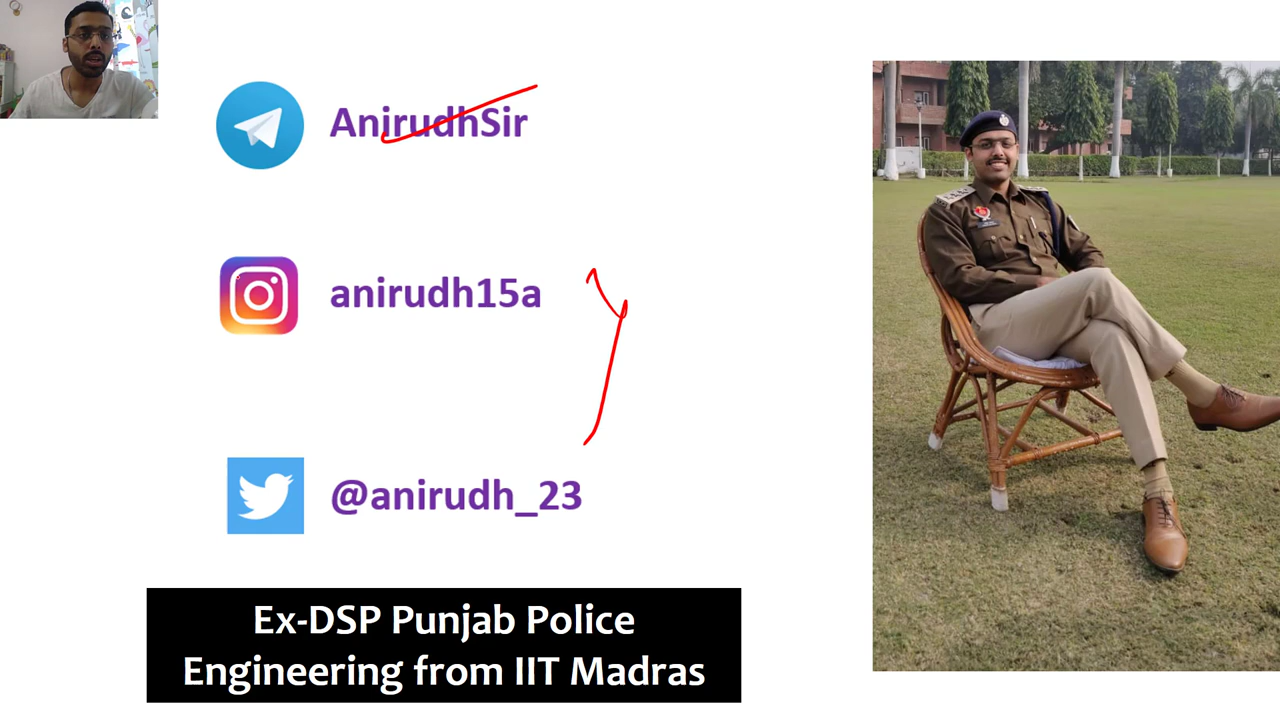 AnirudhSir
anirudh15a
@anirudh_23
Ex-DSP Punjab Police
Engineering from IIT Madras